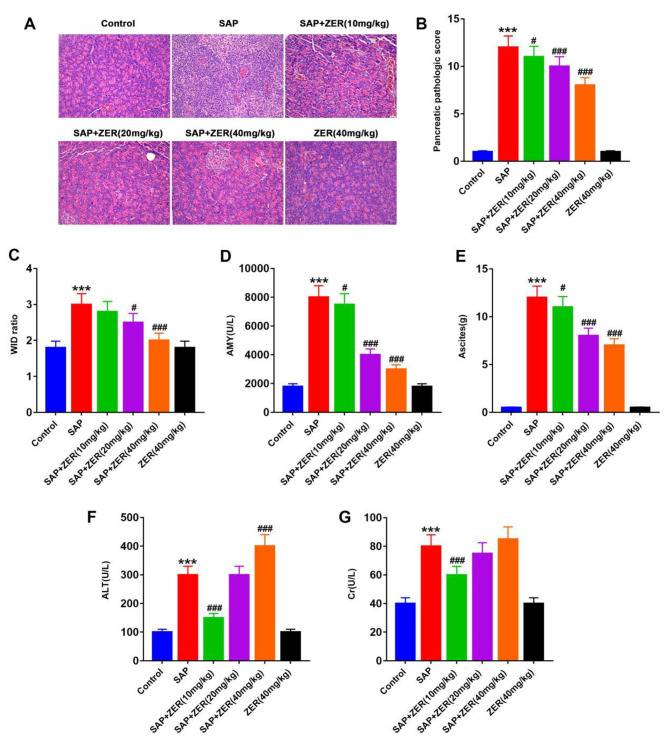 A
Control
SAP
SAP+ZER(10mg/kg)
SAP+ZER(20mg/kg)
SAP+ZER(40mg/kg)
ZER(40mg/kg)
B
Pancreatic pathologic score
15
10
5
0
***
#
###
###
Control
SAP
SAP+ZER(10mg/kg)
SAP+ZER(20mg/kg)
SAP+ZER(40mg/kg)
ZER(40mg/kg)
C
W/D ratio
4
3
2
1
0
***
#
###
Control
SAP
SAP+ZER(10mg/kg)
SAP+ZER(20mg/kg)
SAP+ZER(40mg/kg)
ZER(40mg/kg)
D
AMY(U/L)
10000
8000
6000
4000
2000
0
***
#
###
###
Control
SAP
SAP+ZER(10mg/kg)
SAP+ZER(20mg/kg)
SAP+ZER(40mg/kg)
ZER(40mg/kg)
E
Ascites(g)
15
10
5
0
***
#
###
###
Control
SAP
SAP+ZER(10mg/kg)
SAP+ZER(20mg/kg)
SAP+ZER(40mg/kg)
ZER(40mg/kg)
F
ALT(U/L)
500
400
300
200
100
0
***
###
###
Control
SAP
SAP+ZER(10mg/kg)
SAP+ZER(20mg/kg)
SAP+ZER(40mg/kg)
ZER(40mg/kg)
G
Cr(U/L)
100
80
60
40
20
0
***
###
Control
SAP
SAP+ZER(10mg/kg)
SAP+ZER(20mg/kg)
SAP+ZER(40mg/kg)
ZER(40mg/kg)